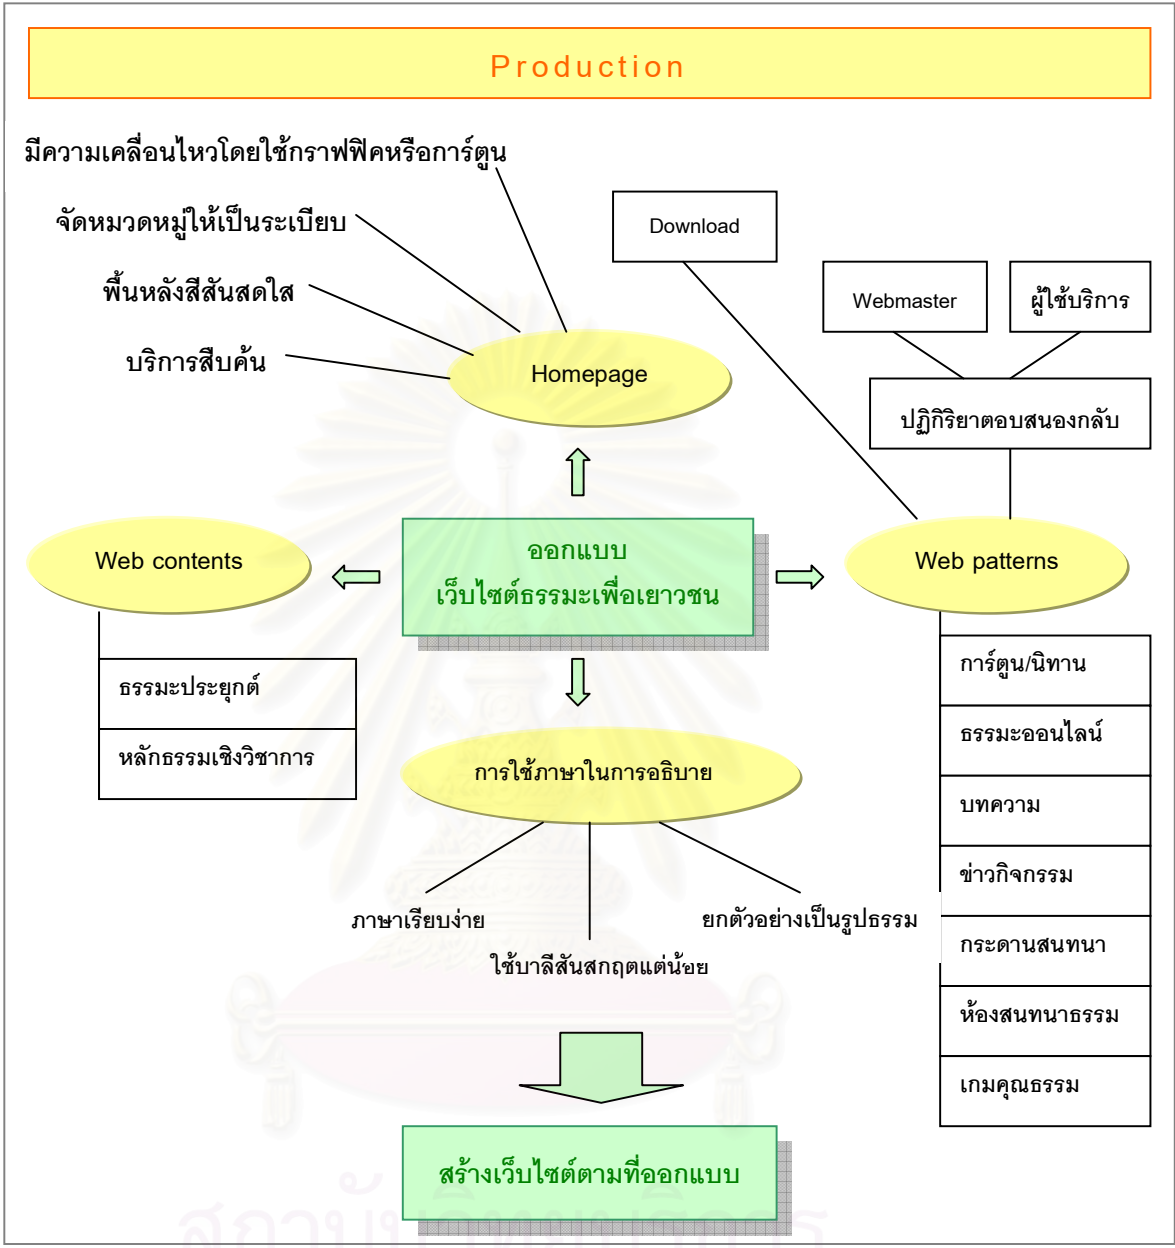 Production
มีความเคลื่อนไหวโดยใช้กราฟฟิคหรือการ์ตูน
จัดหมวดหมู่ให้เป็นระเบียบ
พื้นหลังสีสันสดใส
บริการสืบค้น
Homepage
Download
Webmaster
ผู้ใช้บริการ
ปฏิกิริยาตอบสนองกลับ
Web contents
ออกแบบ
เว็บไซต์ธรรมะเพื่อเยาวชน
Web patterns
ธรรมะประยุกต์
หลักธรรมเชิงวิชาการ
การใช้ภาษาในการอธิบาย
ภาษาเรียบง่าย
ใช้บาลีสันสกฤตแต่น้อย
ยกตัวอย่างเป็นรูปธรรม
การ์ตูน/นิทาน
ธรรมะออนไลน์
บทความ
ข่าวกิจกรรม
กระดานสนทนา
ห้องสนทนาธรรม
เกมคุณธรรม
สร้างเว็บไซต์ตามที่ออกแบบ
สถาบันวิทยบริการ